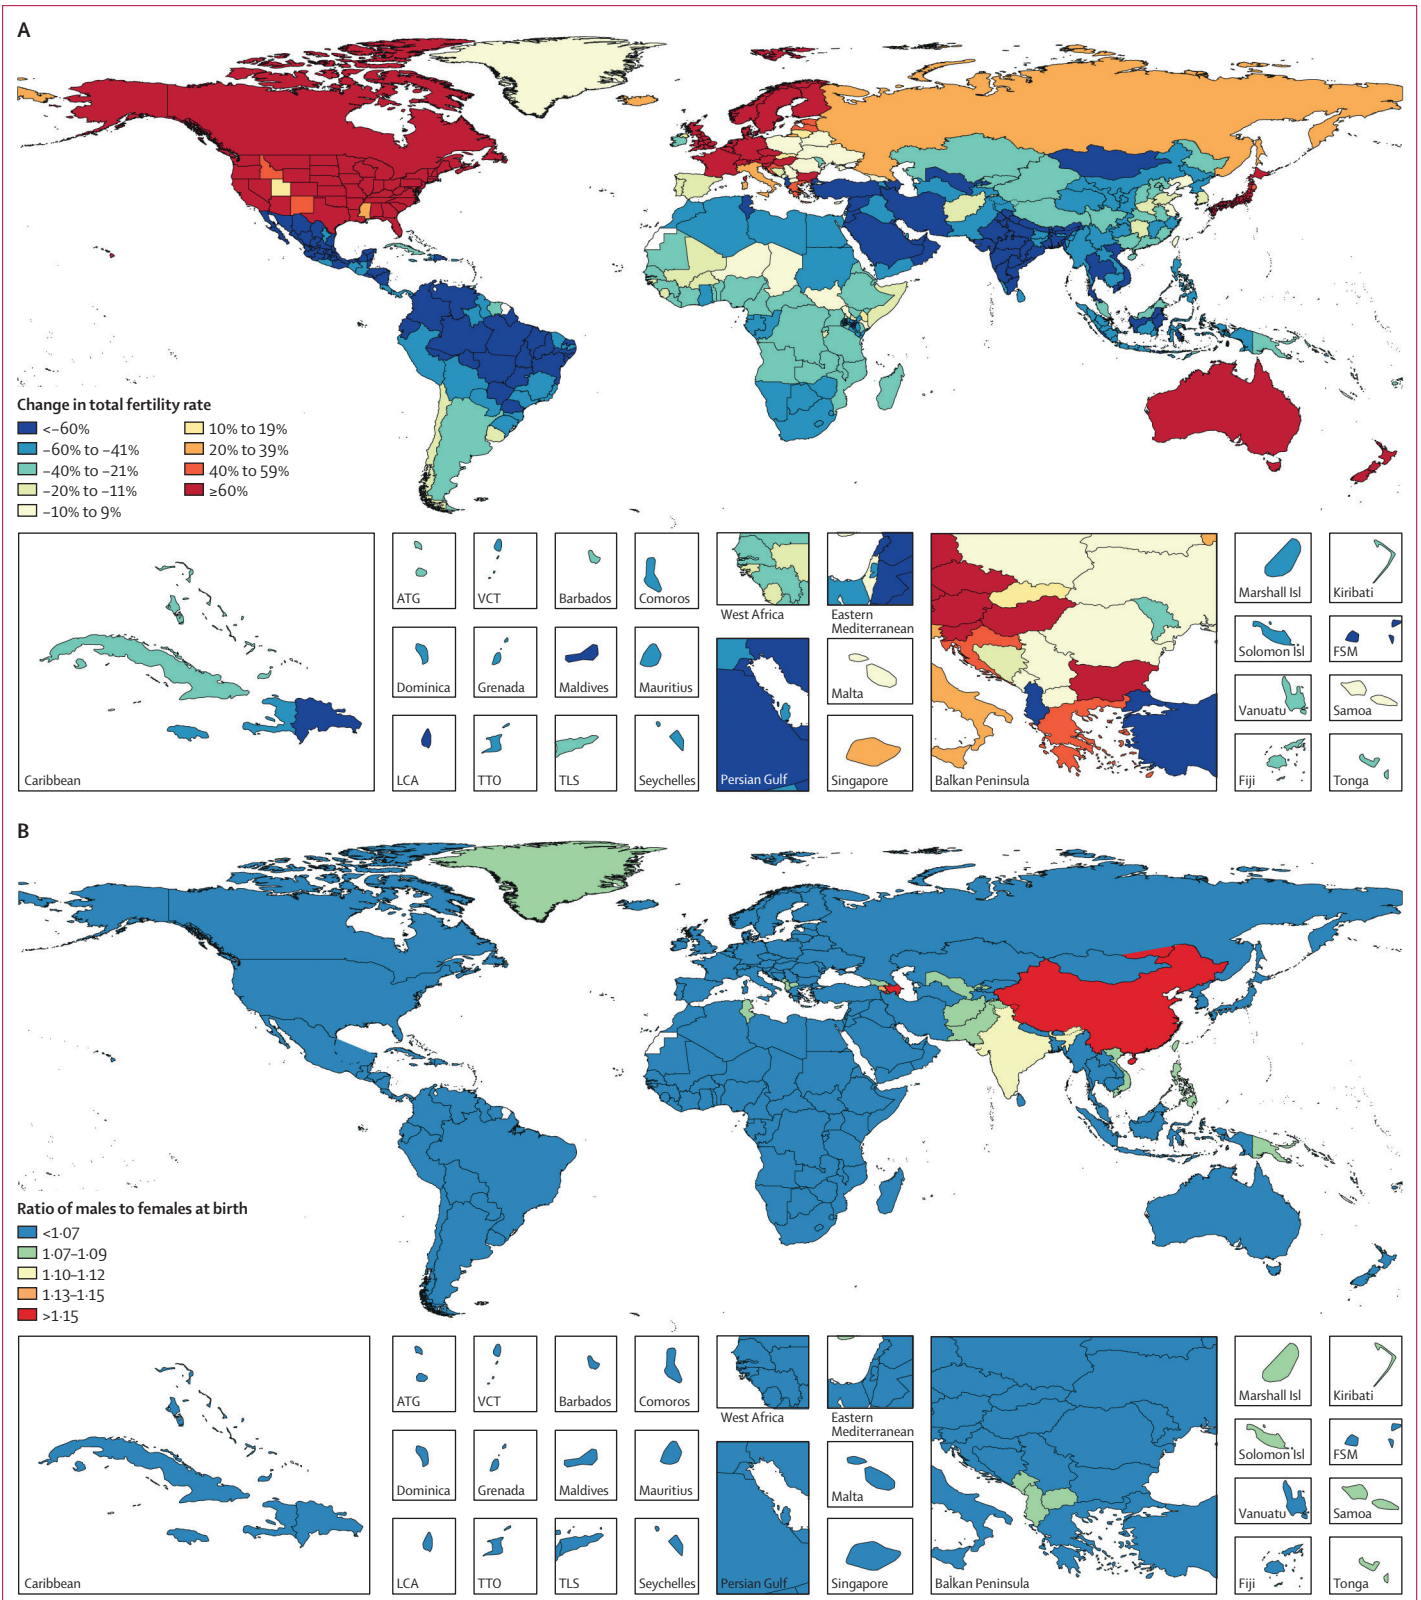 A
Change in total fertility rate
<–60%
–60% to –41%
–40% to –21%
–20% to –11%
–10% to 9%
10% to 19%
20% to 39%
40% to 59%
≥60%
Caribbean
ATG
VCT
Barbados
Comoros
Dominica
Grenada
Maldives
Mauritius
LCA
TTO
TLS
Seychelles
West Africa
Eastern
Mediterranean
Persian Gulf
Malta
Singapore
Balkan Peninsula
Marshall Isl
Kiribati
Solomon Isl
FSM
Vanuatu
Samoa
Fiji
Tonga
B
Ratio of males to females at birth
<1·07
1·07–1·09
1·10–1·12
1·13–1·15
>1·15
Caribbean
ATG
VCT
Barbados
Comoros
Dominica
Grenada
Maldives
Mauritius
LCA
TTO
TLS
Seychelles
West Africa
Eastern
Mediterranean
Persian Gulf
Malta
Singapore
Balkan Peninsula
Marshall Isl
Kiribati
Solomon Isl
FSM
Vanuatu
Samoa
Fiji
Tonga